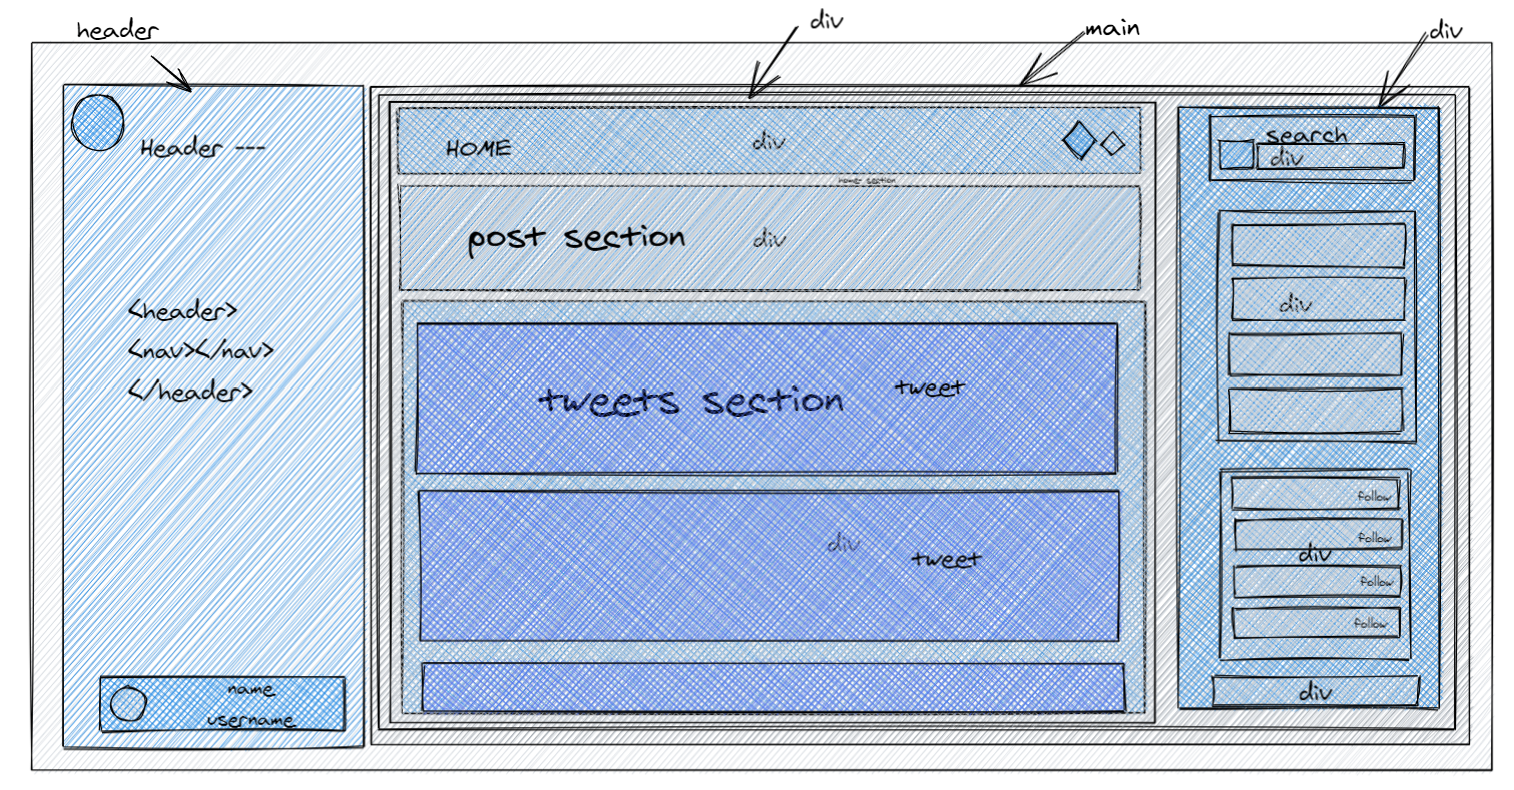 header
div
main
div
Header ---
<header>
<nav></nav>
</header>
name
username
HOME
div
home section
post section
div
tweets section
tweet
div
tweet
search
div
div
follow
follow
div
follow
follow
div